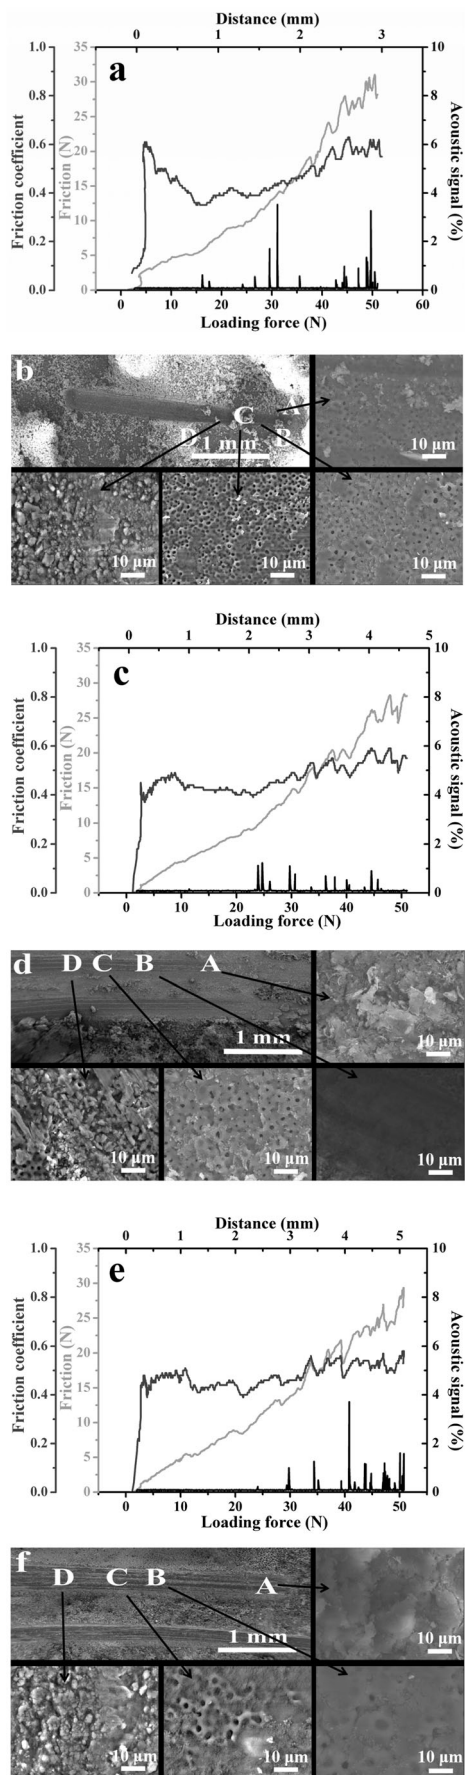 Distance (mm)
0 1 2 3
a
Friction coefficient
1.0
0.8
0.6
0.4
0.2
0.0
Friction (N)
35
30
25
20
15
10
5
0
Acoustic signal (%)
10
8
6
4
2
0
0 10 20 30 40 50 60
Loading force (N)
b
A
C
D
B
1 mm
10 μm
10 μm
10 μm
10 μm
Distance (mm)
0 1 2 3 4 5
c
Friction coefficient
1.0
0.8
0.6
0.4
0.2
0.0
Friction (N)
35
30
25
20
15
10
5
0
Acoustic signal (%)
10
8
6
4
2
0
0 10 20 30 40 50
Loading force (N)
d
D C B A
1 mm
10 μm
10 μm
10 μm
10 μm
Distance (mm)
0 1 2 3 4 5
e
Friction coefficient
1.0
0.8
0.6
0.4
0.2
0.0
Friction (N)
35
30
25
20
15
10
5
0
Acoustic signal (%)
10
8
6
4
2
0
0 10 20 30 40 50
Loading force (N)
f
D C B A
1 mm
10 μm
10 μm
10 μm
10 μm